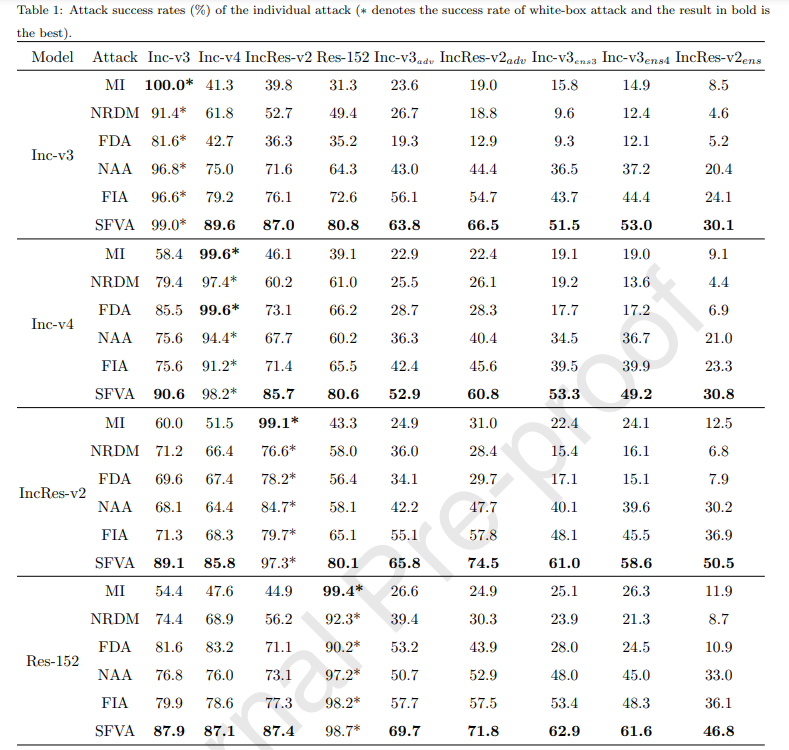 Table 1: Attack success rates (%) of the individual attack (* denotes the success rate of white-box attack and the result in bold is
the best).
Model Attack Inc-v3 Inc-v4 IncRes-v2 Res-152 Inc-v3adv IncRes-v2adv Inc-v3ens3 Inc-v3ens4 IncRes-v2ens
MI 100.0* 41.3 39.8 31.3 23.6 19.0 15.8 14.9 8.5
NRDM 91.4* 61.8 52.7 49.4 26.7 18.8 9.6 12.4 4.6
FDA 81.6* 42.7 36.3 35.2 19.3 12.9 9.3 12.1 5.2
Inc-v3
NAA 96.8* 75.0 71.6 64.3 43.0 44.4 36.5 37.2 20.4
FIA 96.6* 79.2 76.1 72.6 56.1 54.7 43.7 44.4 24.1
SFVA 99.0* 89.6 87.0 80.8 63.8 66.5 51.5 53.0 30.1
MI 58.4 99.6* 46.1 39.1 22.9 22.4 19.1 19.0 9.1
NRDM 79.4 97.4* 60.2 61.0 25.5 26.1 19.2 13.6 4.4
FDA 85.5 99.6* 73.1 66.2 28.7 28.3 17.7 17.2 6.9
Inc-v4
NAA 75.6 94.4* 67.7 60.2 36.3 40.4 34.5 36.7 21.0
FIA 75.6 91.2* 71.4 65.5 42.4 45.6 39.5 39.9 23.3
SFVA 90.6 98.2* 85.7 80.6 52.9 60.8 53.3 49.2 30.8
MI 60.0 51.5 99.1* 43.3 24.9 31.0 22.4 24.1 12.5
NRDM 71.2 66.4 76.6* 58.0 36.0 28.4 15.4 16.1 6.8
FDA 69.6 67.4 78.2* 56.4 34.1 29.7 17.1 15.1 7.9
IncRes-v2
NAA 68.1 64.4 84.7* 58.1 42.2 47.7 40.1 39.6 30.2
FIA 71.3 68.3 79.7* 65.1 55.1 57.8 48.1 45.5 36.9
SFVA 89.1 85.8 97.3* 80.1 65.8 74.5 61.0 58.6 50.5
MI 54.4 47.6 44.9 99.4* 26.6 24.9 25.1 26.3 11.9
NRDM 74.4 68.9 56.2 92.3* 39.4 30.3 23.9 21.3 8.7
FDA 81.6 83.2 71.1 90.2* 53.2 43.9 28.0 24.5 10.9
Res-152
NAA 76.8 76.0 73.1 97.2* 50.7 52.9 48.0 45.0 33.0
FIA 79.9 78.6 77.3 98.2* 57.7 57.5 53.4 48.3 36.1
SFVA 87.9 87.1 87.4 98.7* 69.7 71.8 62.9 61.6 46.8
nal Pre-proof